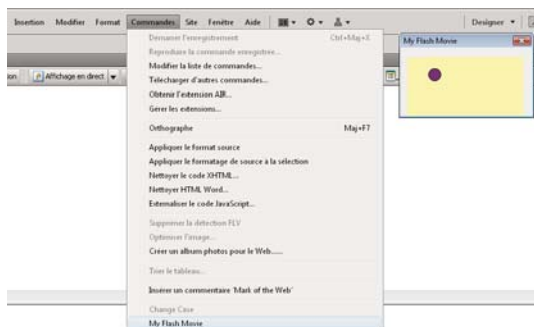 Insertion Modifier Format Commandes Site Fenêtre Aide Designer
Démarrer l'enregistrement Ctrl+Maj+X
Reproduire la commande enregistrée...
Modifier la liste de commandes...
Télécharger d'autres commandes...
Obtenir l'extension AIR...
Gérer les extensions...
Orthographe Maj+F7
Appliquer le format source
Appliquer le formatage de source à la sélection
Nettoyer le code XHTML...
Nettoyer HTML Word...
Externaliser le code JavaScript...
Supprimer la détection FLV
Optimiser l'image...
Créer un album photos pour le Web......
Trier le tableau...
Insérer un commentaire 'Mark of the Web'
Change Case
My Flash Movie
Affichage en direct
My Flash Movie